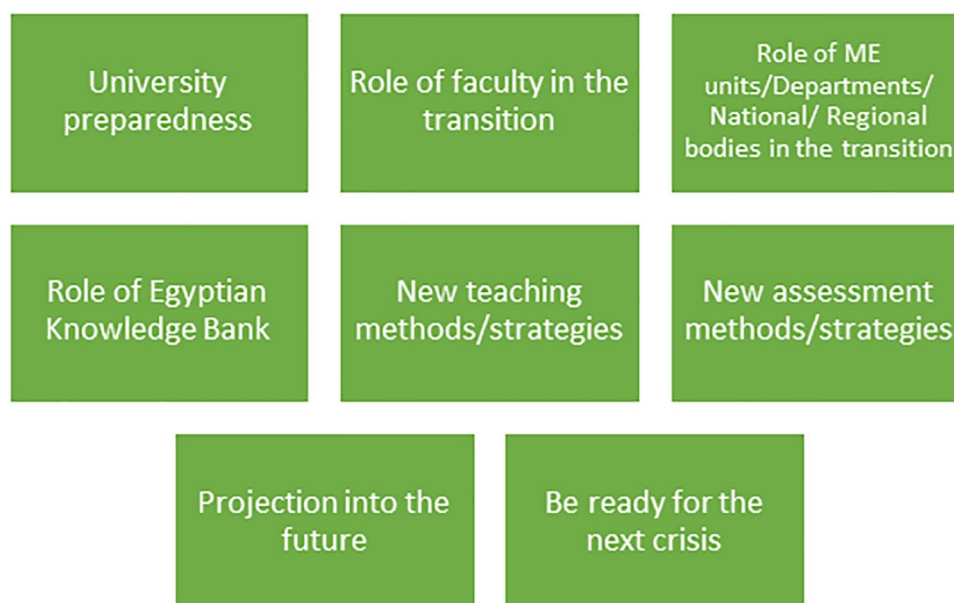 University
preparedness
Role of faculty in the
transition
Role of ME
units/Departments/
National/ Regional
bodies in the transition
Role of Egyptian
Knowledge Bank
New teaching
methods/strategies
New assessment
methods/strategies
Projection into the
future
Be ready for the
next crisis